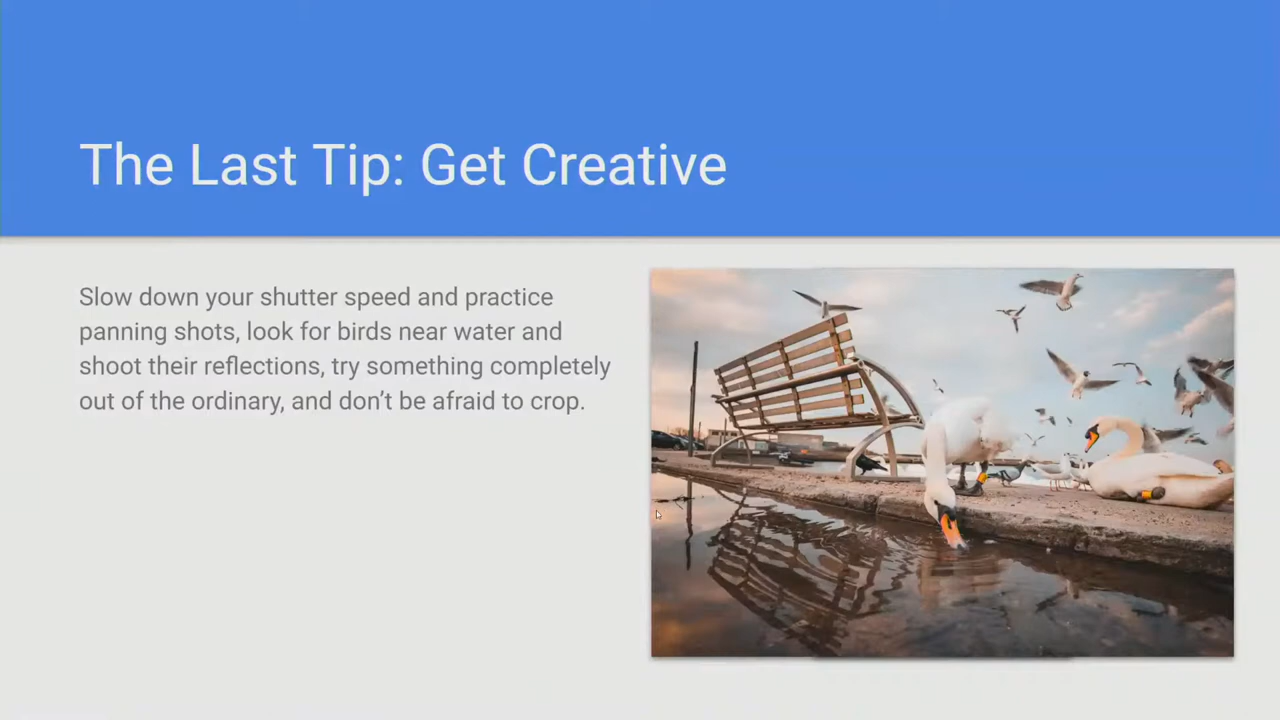 The Last Tip: Get Creative
Slow down your shutter speed and practice
panning shots, look for birds near water and
shoot their reflections, try something completely
out of the ordinary, and don’t be afraid to crop.